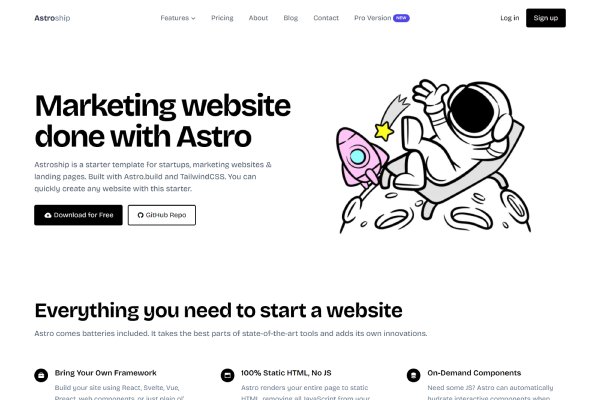 Astroship
Features
Pricing
About
Blog
Contact
Pro Version NEW
Log in
Sign up
Marketing website
done with Astro
Astroship is a starter template for startups, marketing websites &
landing pages. Built with Astro.build and TailwindCSS. You can
quickly create any website with this starter.
Download for Free
GitHub Repo
Everything you need to start a website
Astro comes batteries included. It takes the best parts of state-of-the-art tools and adds its own innovations.
Bring Your Own Framework
Build your site using React, Svelte, Vue,
Preact, web components, or just plain ol'
100% Static HTML, No JS
Astro renders your entire page to static
HTML, removing all JavaScript from your
On-Demand Components
Need some JS? Astro can automatically
hydrate interactive components when